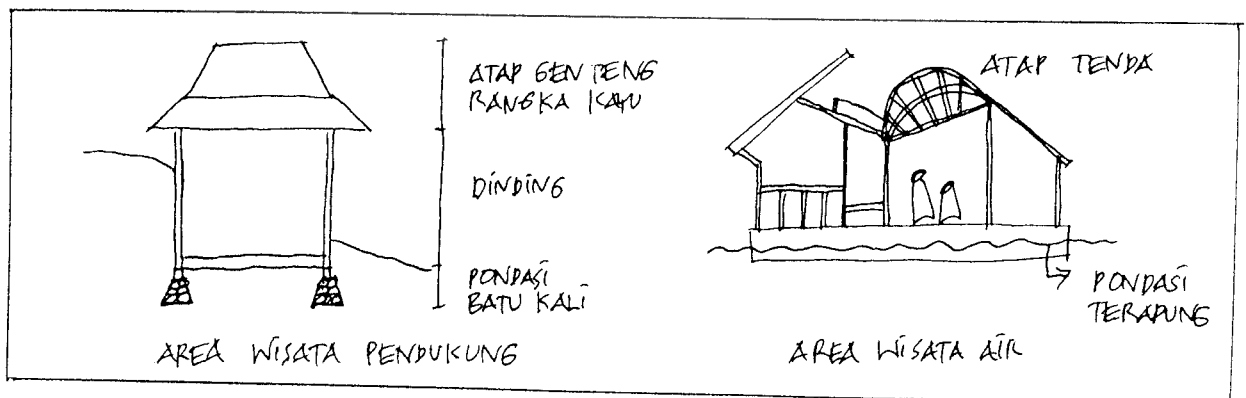 ATAP GENTENG
RANGKA KAYU
DINDING
PONDASI
BATU KALI
AREA WISATA PENDUKUNG
ATAP TENDA
PONDASI
TERAPUNG
AREA WISATA AIR